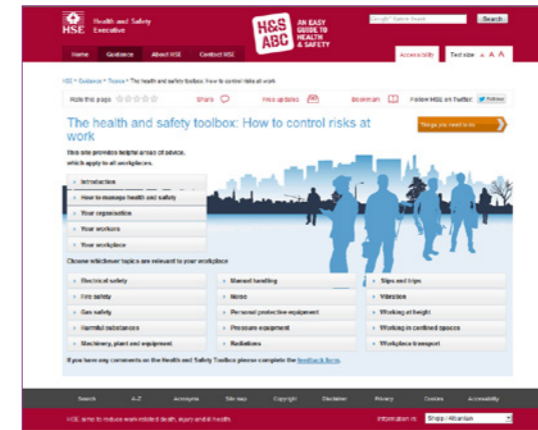 HSE
Health and Safety
Executive
H&S
ABC
AN EASY
GUIDE TO
HEALTH
& SAFETY
Search
Home
Guidance
About HSE
Contact HSE
Accessibility
Text size A A A
HSE Guidance Topics The health and safety toolbox: How to control risks at work
Rate this page
Share
Free updates
Bookmark
Follow HSE on Twitter:
Follow
The health and safety toolbox: How to control risks at
work
Things you need to do
This site provides helpful areas of advice,
which apply to all workplaces.
Introduction
How to manage health and safety
Your organisation
Your workers
Your workplace
Choose whichever topics are relevant to your workplace
Electrical safety
Manual handling
Slips and trips
Fire safety
Noise
Vibration
Gas safety
Personal protective equipment
Working at height
Harmful substances
Pressure equipment
Working in confined spaces
Machinery, plant and equipment
Radiations
Workplace transport
If you have any comments on the Health and Safety Toolbox please complete the feedback form.
Search
A-Z
Acronyms
Site map
Copyright
Disclaimer
Privacy
Cookies
Accessibility
HSE aims to reduce work-related death, injury and ill health.
Information in:
Shqip / Albanian